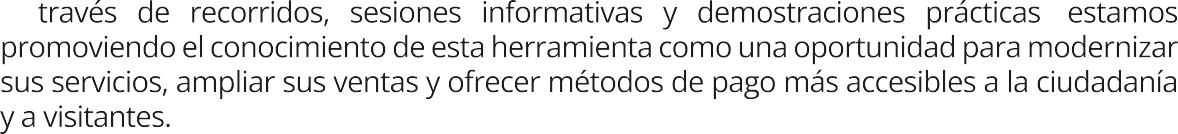 través de recorridos, sesiones informativas y demostraciones prácticas estamos
promoviendo el conocimiento de esta herramienta como una oportunidad para modernizar
sus servicios, ampliar sus ventas y ofrecer métodos de pago más accesibles a la ciudadanía
y a visitantes.